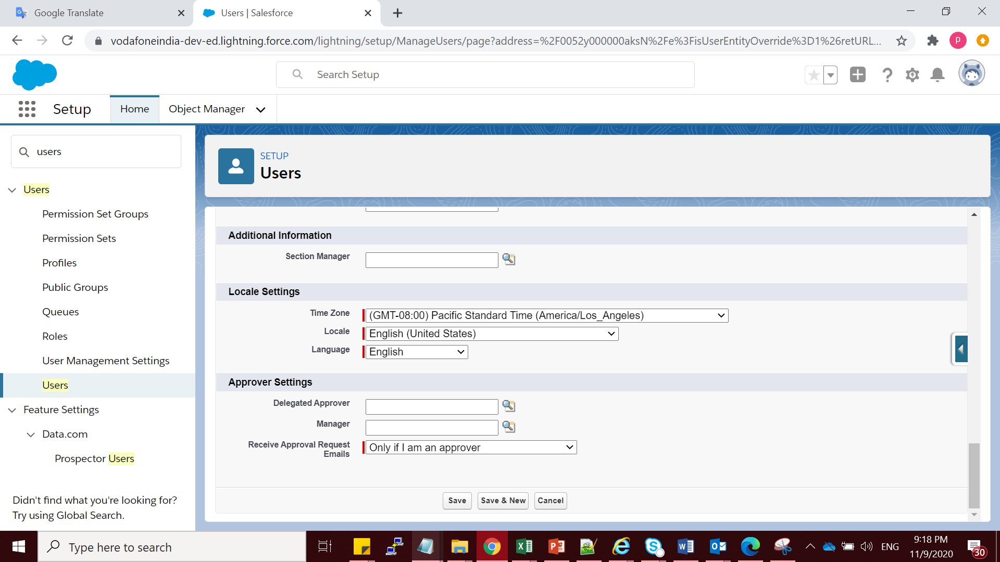 Google Translate
Users | Salesforce
vodafoneindia-dev-ed.lightning.force.com/lightning/setup/ManageUsers/page?address=%2F0052y000000aksN%2Fe%3FisUserEntityOverride%3D1%26retURL...
P
Search Setup
Setup
Home
Object Manager
users
Users
Permission Set Groups
Permission Sets
Profiles
Public Groups
Queues
Roles
User Management Settings
Users
Feature Settings
Data.com
Prospector Users
Didn't find what you're looking for?
Try using Global Search.
SETUP
Users
Additional Information
Section Manager
Locale Settings
Time Zone (GMT-08:00) Pacific Standard Time (America/Los_Angeles)
Locale English (United States)
Language English
Approver Settings
Delegated Approver
Manager
Receive Approval Request
Emails
Only if I am an approver
Save Save & New Cancel
Type here to search
ENG
9:18 PM
11/9/2020
30